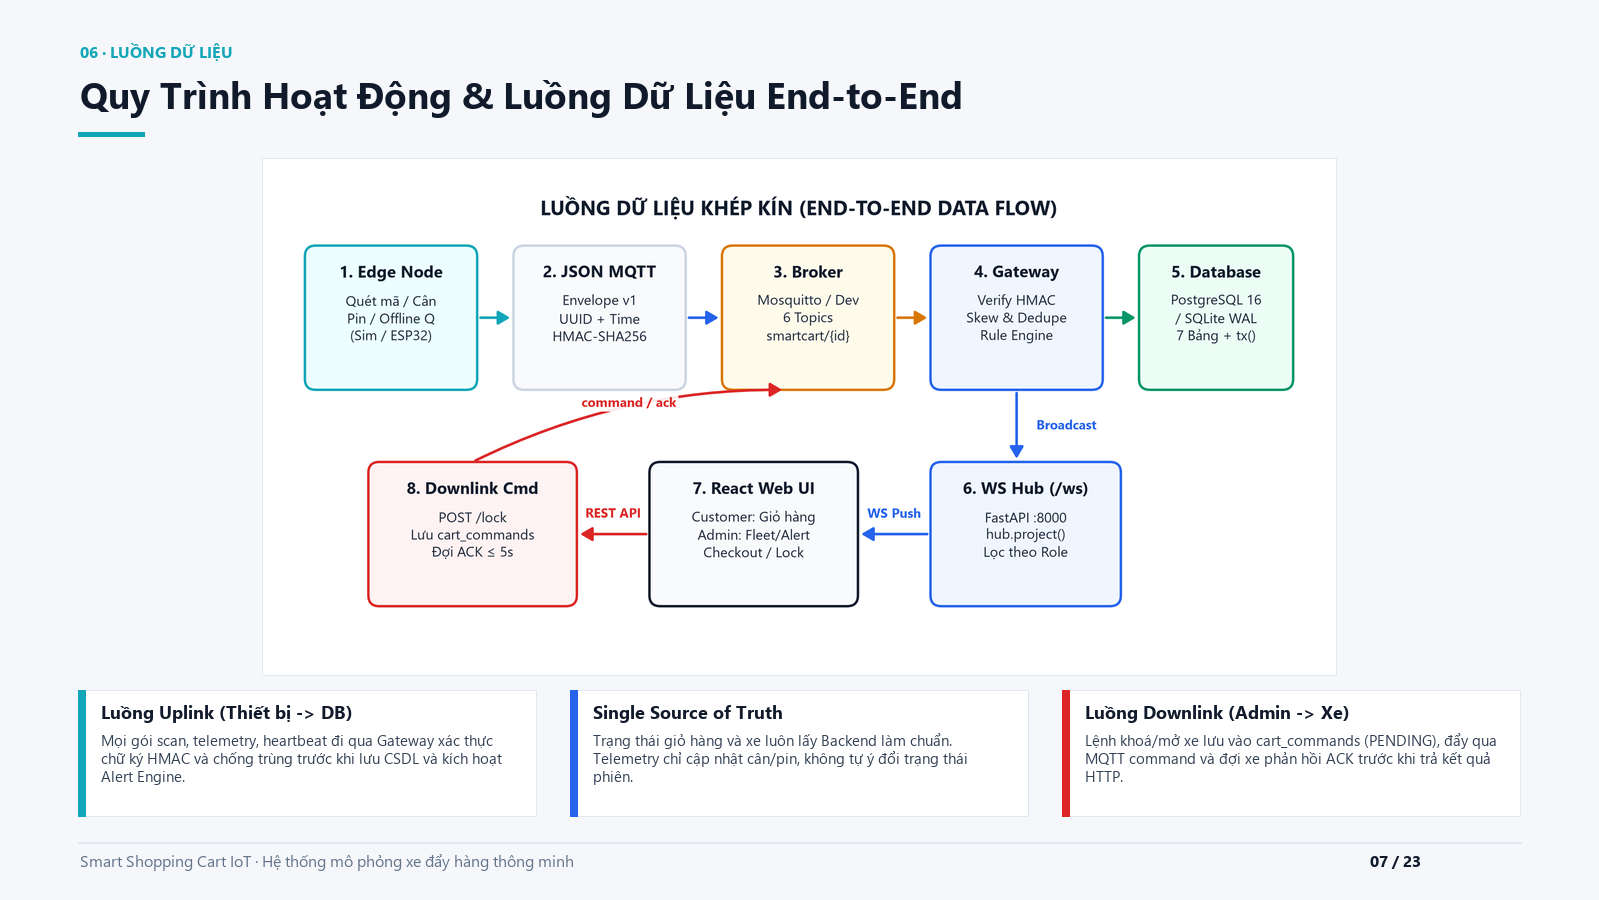 06 · LUỒNG DỮ LIỆU
Quy Trình Hoạt Động & Luồng Dữ Liệu End-to-End
LUỒNG DỮ LIỆU KHÉP KÍN (END-TO-END DATA FLOW)
1. Edge Node
Quét mã / Cân
Pin / Offline Q
(Sim / ESP32)
2. JSON MQTT
Envelope v1
UUID + Time
HMAC-SHA256
3. Broker
Mosquitto / Dev
6 Topics
smartcart/{id}
4. Gateway
Verify HMAC
Skew & Dedupe
Rule Engine
5. Database
PostgreSQL 16
/ SQLite WAL
7 Bảng + tx()
command / ack
Broadcast
8. Downlink Cmd
POST /lock
Lưu cart_commands
Đợi ACK ≤ 5s
REST API
7. React Web UI
Customer: Giỏ hàng
Admin: Fleet/Alert
Checkout / Lock
WS Push
6. WS Hub (/ws)
FastAPI :8000
hub.project()
Lọc theo Role
Luồng Uplink (Thiết bị -> DB)
Mọi gói scan, telemetry, heartbeat đi qua Gateway xác thực
chữ ký HMAC và chống trùng trước khi lưu CSDL và kích hoạt
Alert Engine.
Single Source of Truth
Trạng thái giỏ hàng và xe luôn lấy Backend làm chuẩn.
Telemetry chỉ cập nhật cân/pin, không tự ý đổi trạng thái
phiên.
Luồng Downlink (Admin -> Xe)
Lệnh khoá/mở xe lưu vào cart_commands (PENDING), đẩy qua
MQTT command và đợi xe phản hồi ACK trước khi trả kết quả
HTTP.
Smart Shopping Cart IoT · Hệ thống mô phỏng xe đẩy hàng thông minh
07 / 23